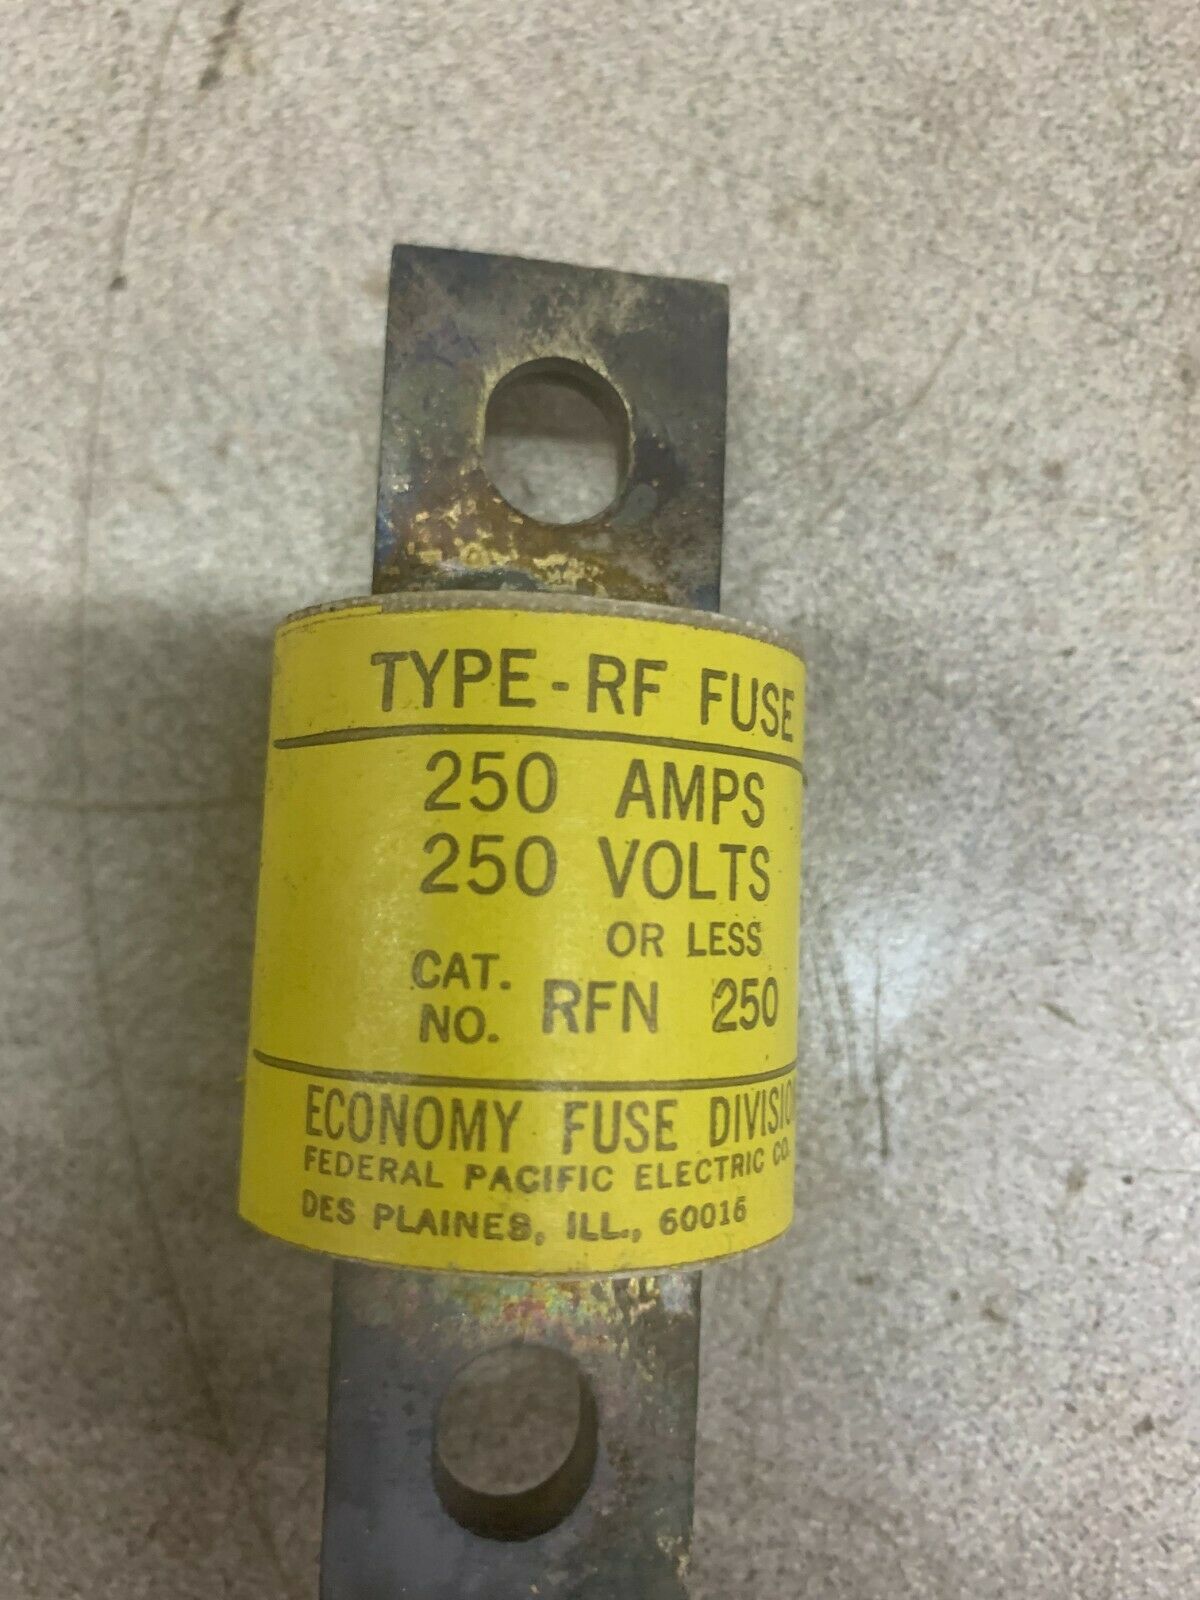 TYPE-RF FUSE
250 AMPS
250 VOLTS
OR LESS
CAT. NO. RFN 250
ECONOMY FUSE DIVISION
FEDERAL PACIFIC ELECTRIC CO.
DES PLAINES, ILL., 60016